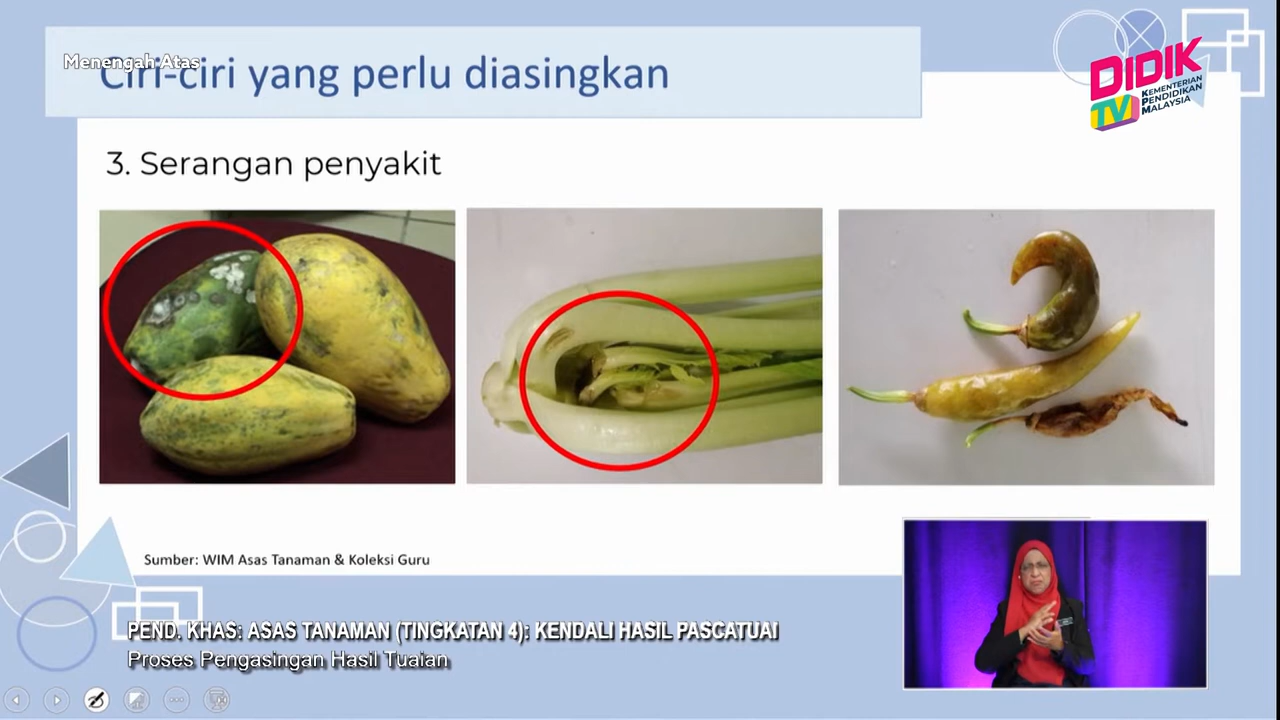 Menengah Atas
Ciri-ciri yang perlu diasingkan
DIDIK
TV
KEMENTERIAN
PENDIDIKAN
MALAYSIA
3. Serangan penyakit
Sumber: WIM Asas Tanaman & Koleksi Guru
PEND. KHAS: ASAS TANAMAN (TINGKATAN 4): KENDALI HASIL PASCATUAI
Proses Pengasingan Hasil Tuaian